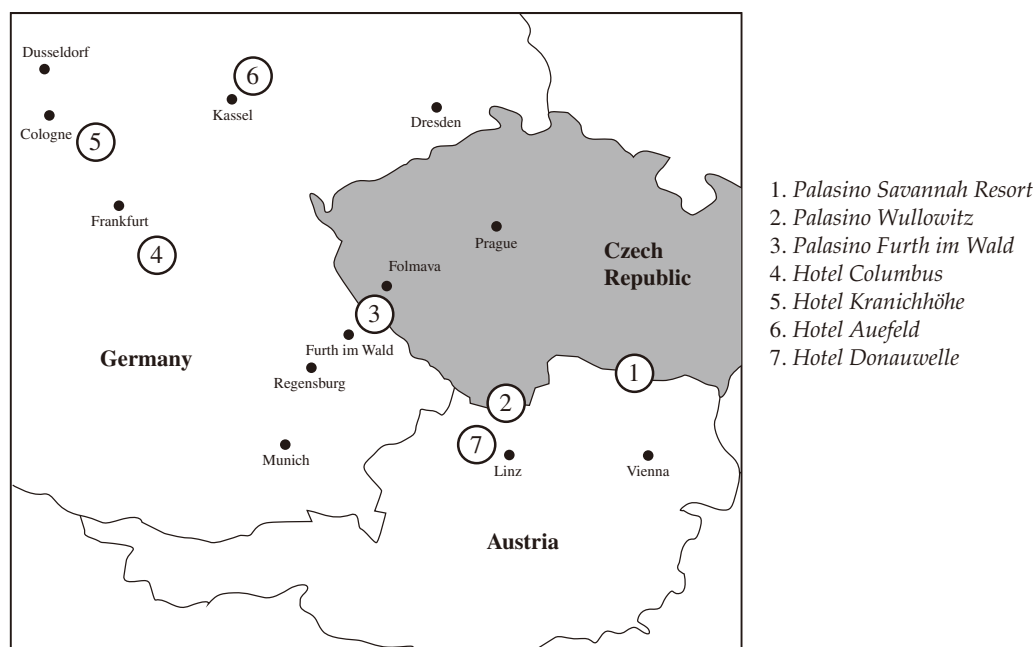 Dusseldorf
6
Kassel
Dresden
Cologne
5
Frankfurt
4
Prague
Czech
Republic
Folmava
3
Furth im Wald
Germany
Regensburg
1
2
7
Munich
Linz
Vienna
Austria
1. Palasino Savannah Resort
2. Palasino Wullowitz
3. Palasino Furth im Wald
4. Hotel Columbus
5. Hotel Kranichhöhe
6. Hotel Auefeld
7. Hotel Donauwelle